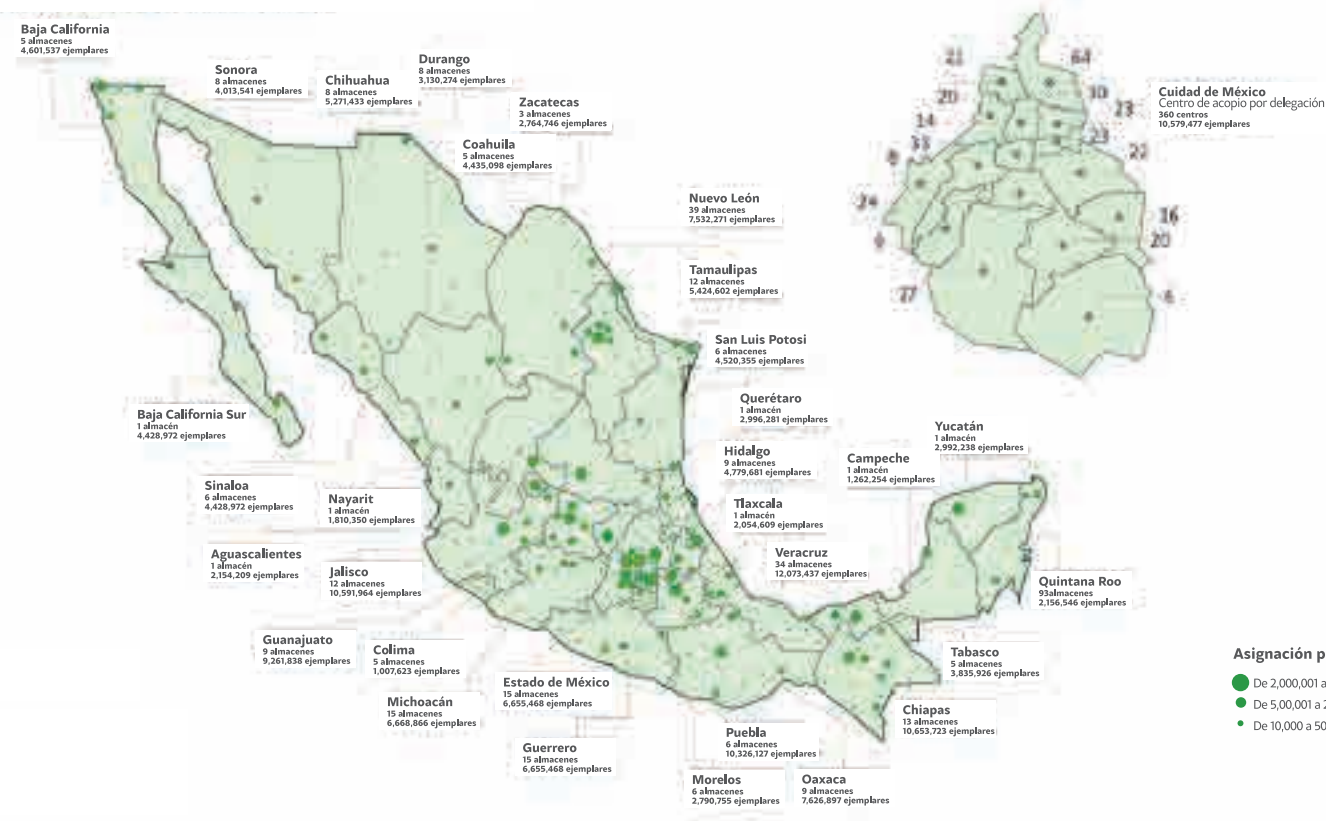 Baja California
5 almacenes
4,601,537 ejemplares
Sonora
8 almacenes
4,013,541 ejemplares
Chihuahua
8 almacenes
5,271,433 ejemplares
Durango
8 almacenes
3,130,274 ejemplares
Zacatecas
3 almacenes
2,764,746 ejemplares
Coahuila
5 almacenes
4,435,098 ejemplares
Nuevo León
39 almacenes
7,532,271 ejemplares
Tamaulipas
12 almacenes
5,424,602 ejemplares
San Luis Potosi
6 almacenes
4,520,355 ejemplares
Querétaro
1 almacén
2,996,281 ejemplares
Hidalgo
9 almacenes
4,779,681 ejemplares
Tlaxcala
1 almacén
2,054,609 ejemplares
Veracruz
34 almacenes
12,073,437 ejemplares
Campeche
1 almacén
1,262,254 ejemplares
Yucatán
1 almacén
2,992,238 ejemplares
Quintana Roo
93almacenes
2,156,546 ejemplares
Tabasco
5 almacenes
3,835,926 ejemplares
Chiapas
13 almacenes
10,653,723 ejemplares
Baja California Sur
1 almacén
4,428,972 ejemplares
Sinaloa
6 almacenes
4,428,972 ejemplares
Nayarit
1 almacén
1,810,350 ejemplares
Aguascalientes
1 almacén
2,154,209 ejemplares
Jalisco
12 almacenes
10,591,964 ejemplares
Guanajuato
9 almacenes
9,261,838 ejemplares
Colima
5 almacenes
1,007,623 ejemplares
Michoacán
15 almacenes
6,668,866 ejemplares
Estado de México
15 almacenes
6,655,468 ejemplares
Guerrero
15 almacenes
6,655,468 ejemplares
Puebla
6 almacenes
10,326,127 ejemplares
Morelos
6 almacenes
2,790,755 ejemplares
Oaxaca
9 almacenes
7,626,897 ejemplares
Cuidad de México
Centro de acopio por delegación
360 centros
10,579,477 ejemplares
21
64
20
30
23
14
33
23
22
8
24
16
20
6
Asignación p
De 2,000,001 a
De 5,00,001 a 2
De 10,000 a 50